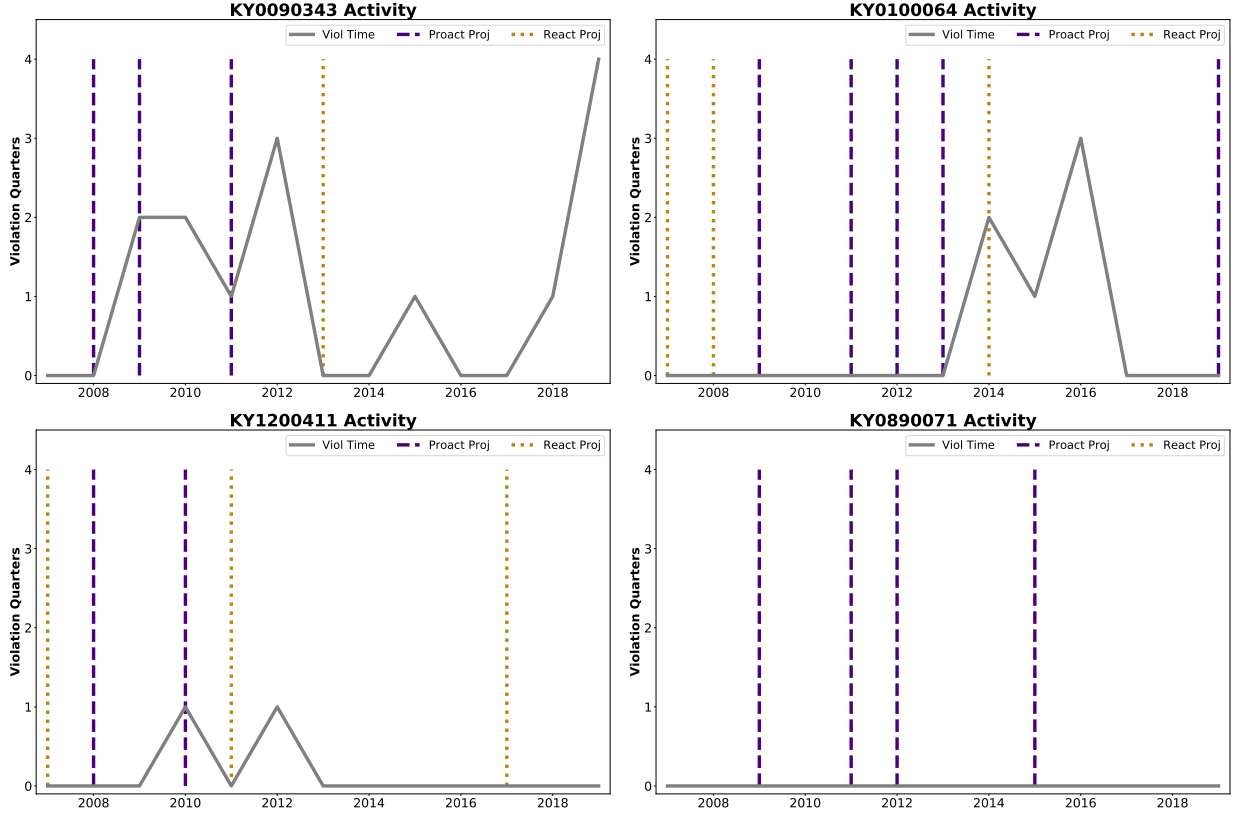 KY0090343 Activity
Viol Time Proact Proj React Proj
Violation Quarters
4
3
2
1
0
2008 2010 2012 2014 2016 2018
KY0100064 Activity
Viol Time Proact Proj React Proj
Violation Quarters
4
3
2
1
0
2008 2010 2012 2014 2016 2018
KY1200411 Activity
Viol Time Proact Proj React Proj
Violation Quarters
4
3
2
1
0
2008 2010 2012 2014 2016 2018
KY0890071 Activity
Viol Time Proact Proj React Proj
Violation Quarters
4
3
2
1
0
2008 2010 2012 2014 2016 2018